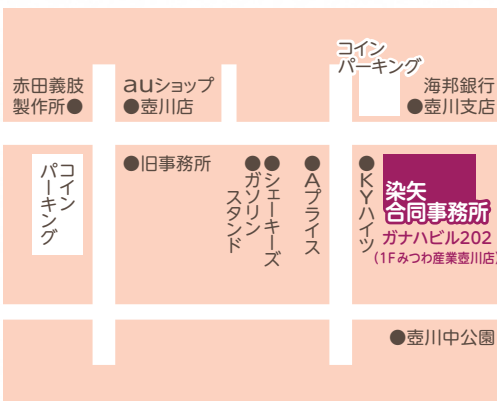 コイン
パーキング
赤田義肢
製作所●
auショップ
●壺川店
海邦銀行
●壺川支店
コイン
パーキング
●旧事務所
●シェーキーズ
●ガソリン
スタンド
●Aプライス
●KYハイツ
染矢
合同事務所
ガナハビル202
(1Fみつわ産業壺川店)
●壺川中公園